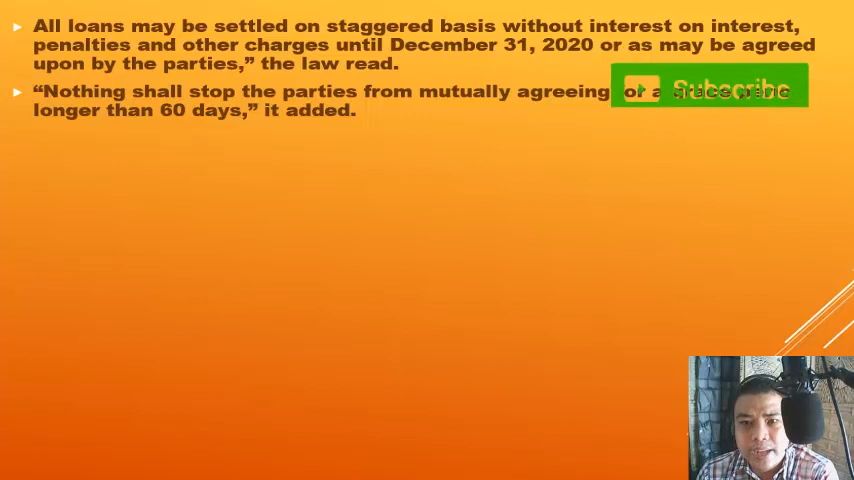 All loans may be settled on staggered basis without interest on interest,
penalties and other charges until December 31, 2020 or as may be agreed
upon by the parties,” the law read.
“Nothing shall stop the parties from mutually agreeing for a
Subscribe
longer than 60 days,” it added.